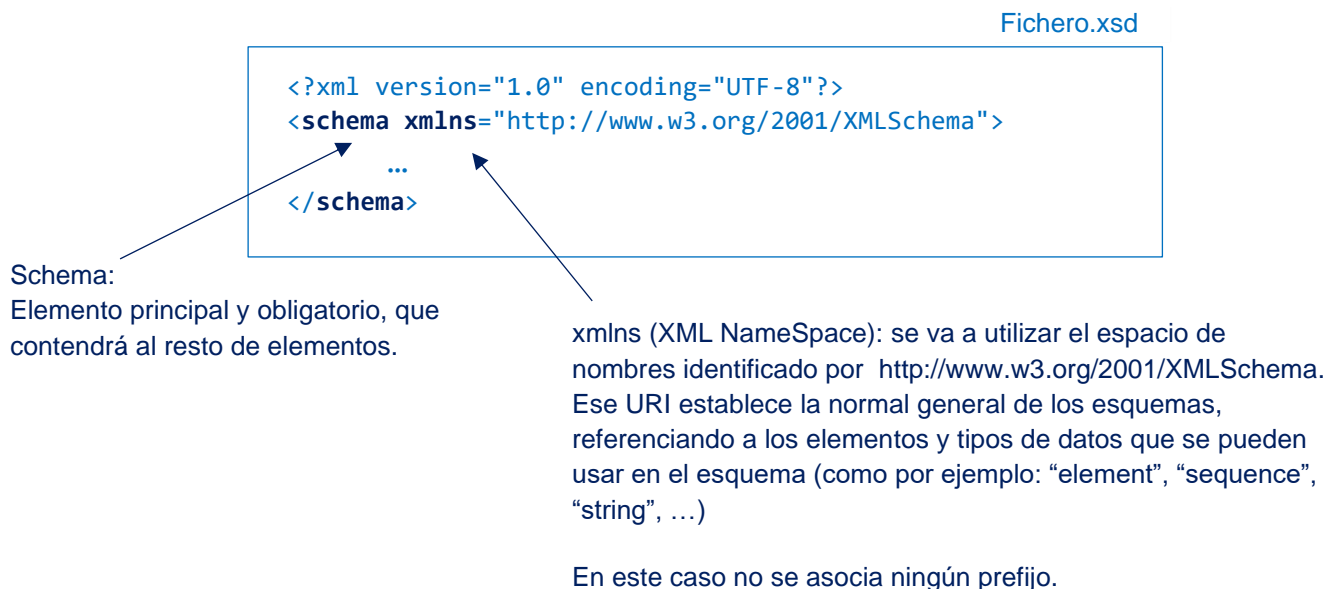 Fichero.xsd
<?xml version="1.0" encoding="UTF-8"?>
<schema xmlns="http://www.w3.org/2001/XMLSchema">
…
</schema>
Schema:
Elemento principal y obligatorio, que
contendrá al resto de elementos.
xmlns (XML NameSpace): se va a utilizar el espacio de
nombres identificado por  http://www.w3.org/2001/XMLSchema.
Ese URI establece la normal general de los esquemas,
referenciando a los elementos y tipos de datos que se pueden
usar en el esquema (como por ejemplo: “element”, “sequence”,
“string”, …)
En este caso no se asocia ningún prefijo.